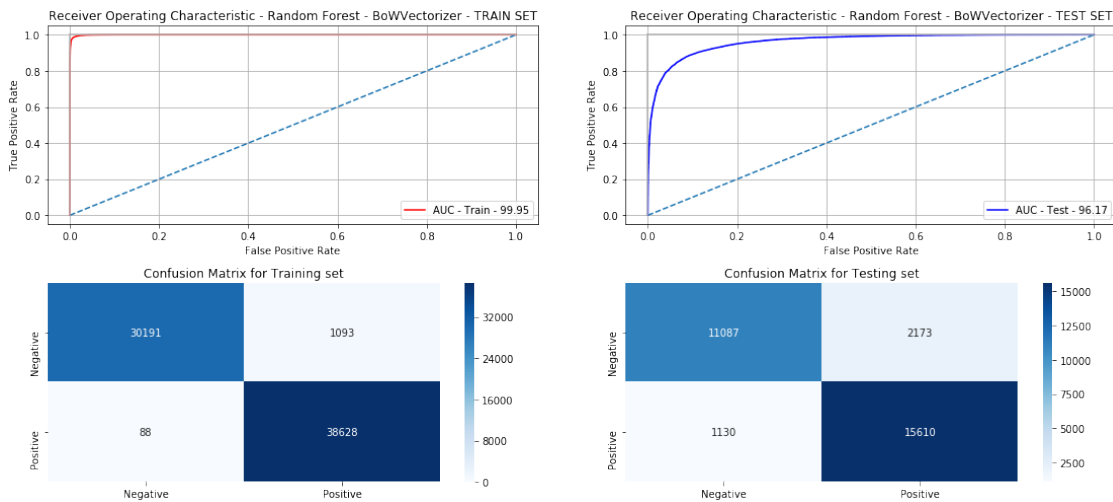 Receiver Operating Characteristic - Random Forest - BoWVectorizer - TRAIN SET
True Positive Rate
1.0
0.8
0.6
0.4
0.2
0.0
AUC - Train - 99.95
0.0 0.2 0.4 0.6 0.8 1.0
False Positive Rate
Receiver Operating Characteristic - Random Forest - BoWVectorizer - TEST SET
True Positive Rate
1.0
0.8
0.6
0.4
0.2
0.0
AUC - Test - 96.17
0.0 0.2 0.4 0.6 0.8 1.0
False Positive Rate
Confusion Matrix for Training set
Negative
30191 1093
Positive
88 38628
Negative Positive
32000
24000
16000
8000
0
Confusion Matrix for Testing set
Negative
11087 2173
Positive
1130 15610
Negative Positive
15000
12500
10000
7500
5000
2500